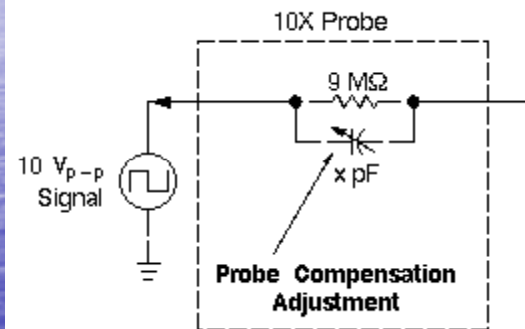 10X Probe
9 MΩ
10 Vp-p
Signal
x pF
Probe Compensation
Adjustment